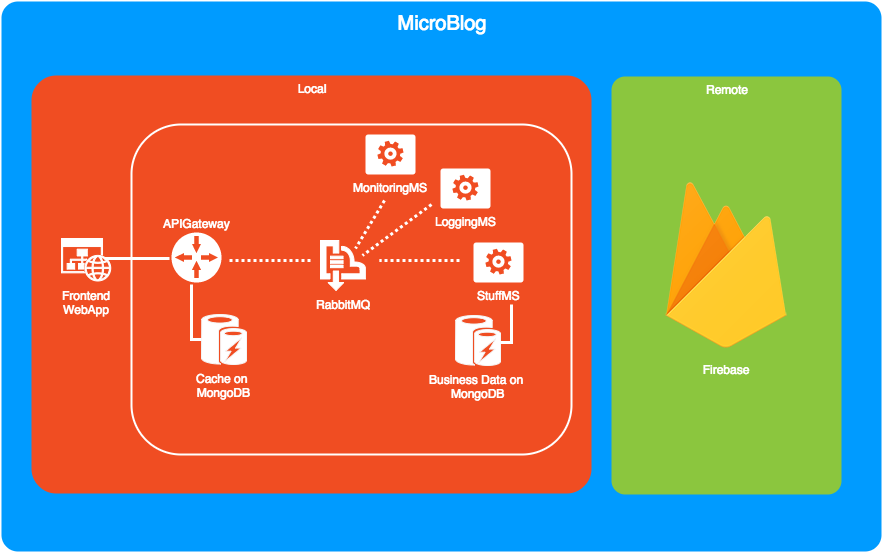 MicroBlog
Local
Remote
MonitoringMS
LoggingMS
APIGateway
Frontend
WebApp
RabbitMQ
StuffMS
Cache on
MongoDB
Business Data on
MongoDB
Firebase